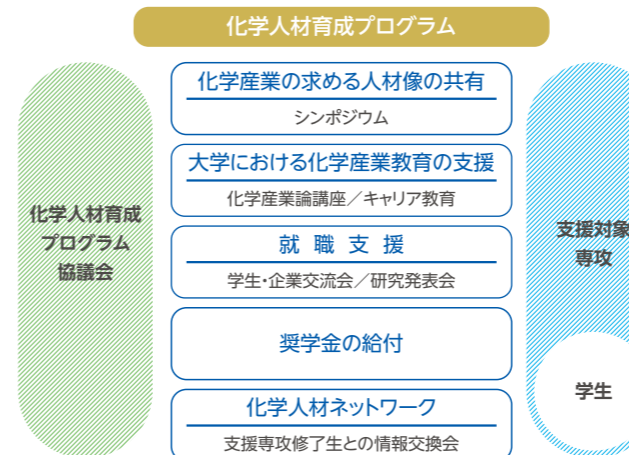 化学人材育成プログラム
化学人材育成
プログラム
協議会
化学産業の求める人材像の共有
シンポジウム
大学における化学産業教育の支援
化学産業論講座／キャリア教育
就職支援
学生・企業交流会／研究発表会
奨学金の給付
化学人材ネットワーク
支援専攻修了生との情報交換会
支援対象
専攻
学生